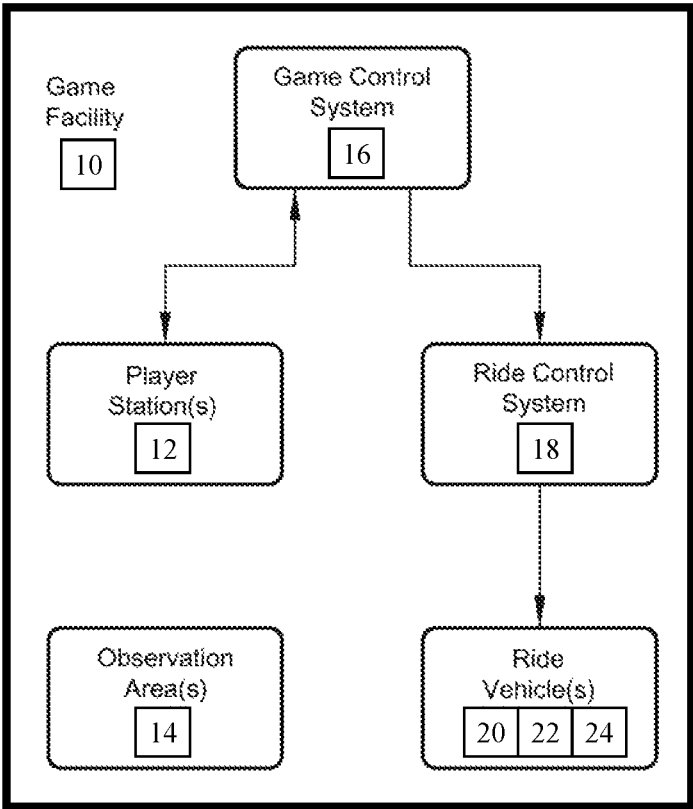 Game
Facility
10
Game Control
System
16
Player
Station(s)
12
Ride Control
System
18
Observation
Area(s)
14
Ride
Vehicle(s)
20 22 24